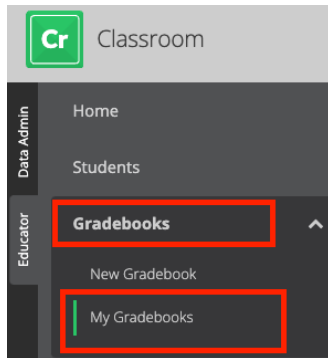 Cr Classroom
Data Admin
Educator
Home
Students
Gradebooks
New Gradebook
My Gradebooks